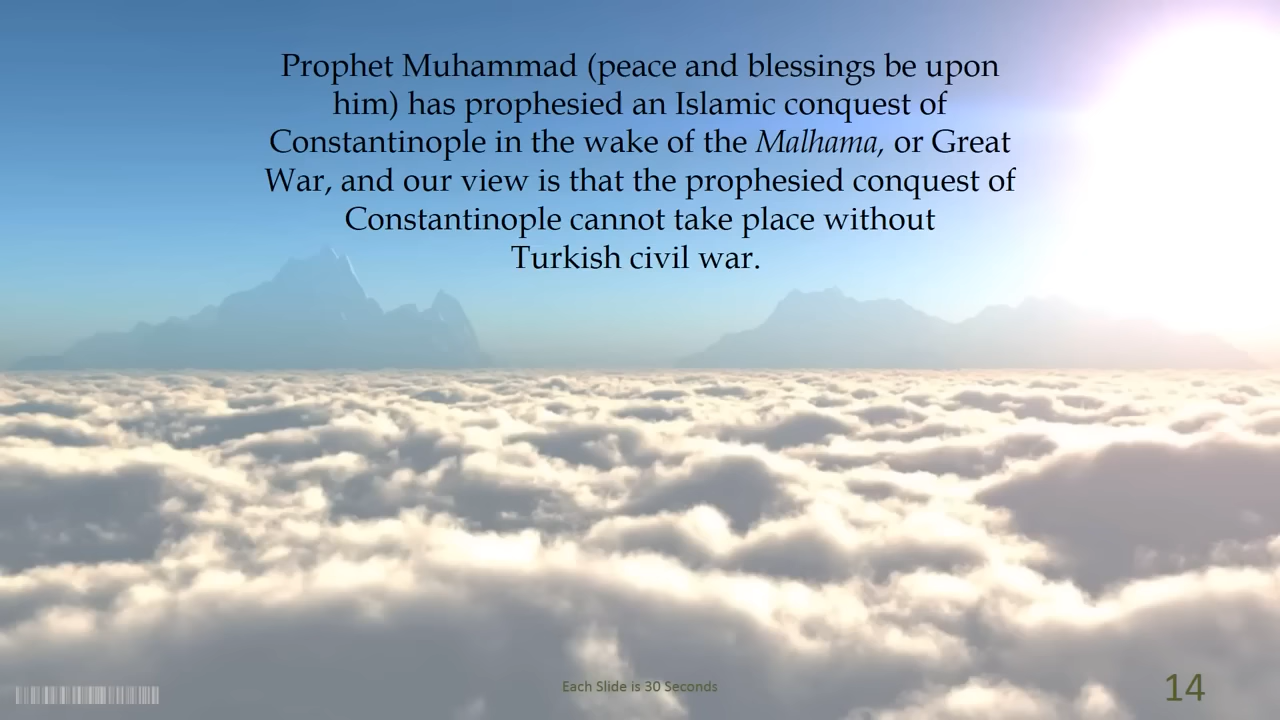 Prophet Muhammad (peace and blessings be upon
him) has prophesied an Islamic conquest of
Constantinople in the wake of the Malhama, or Great
War, and our view is that the prophesied conquest of
Constantinople cannot take place without
Turkish civil war.
Each Slide is 30 Seconds
14